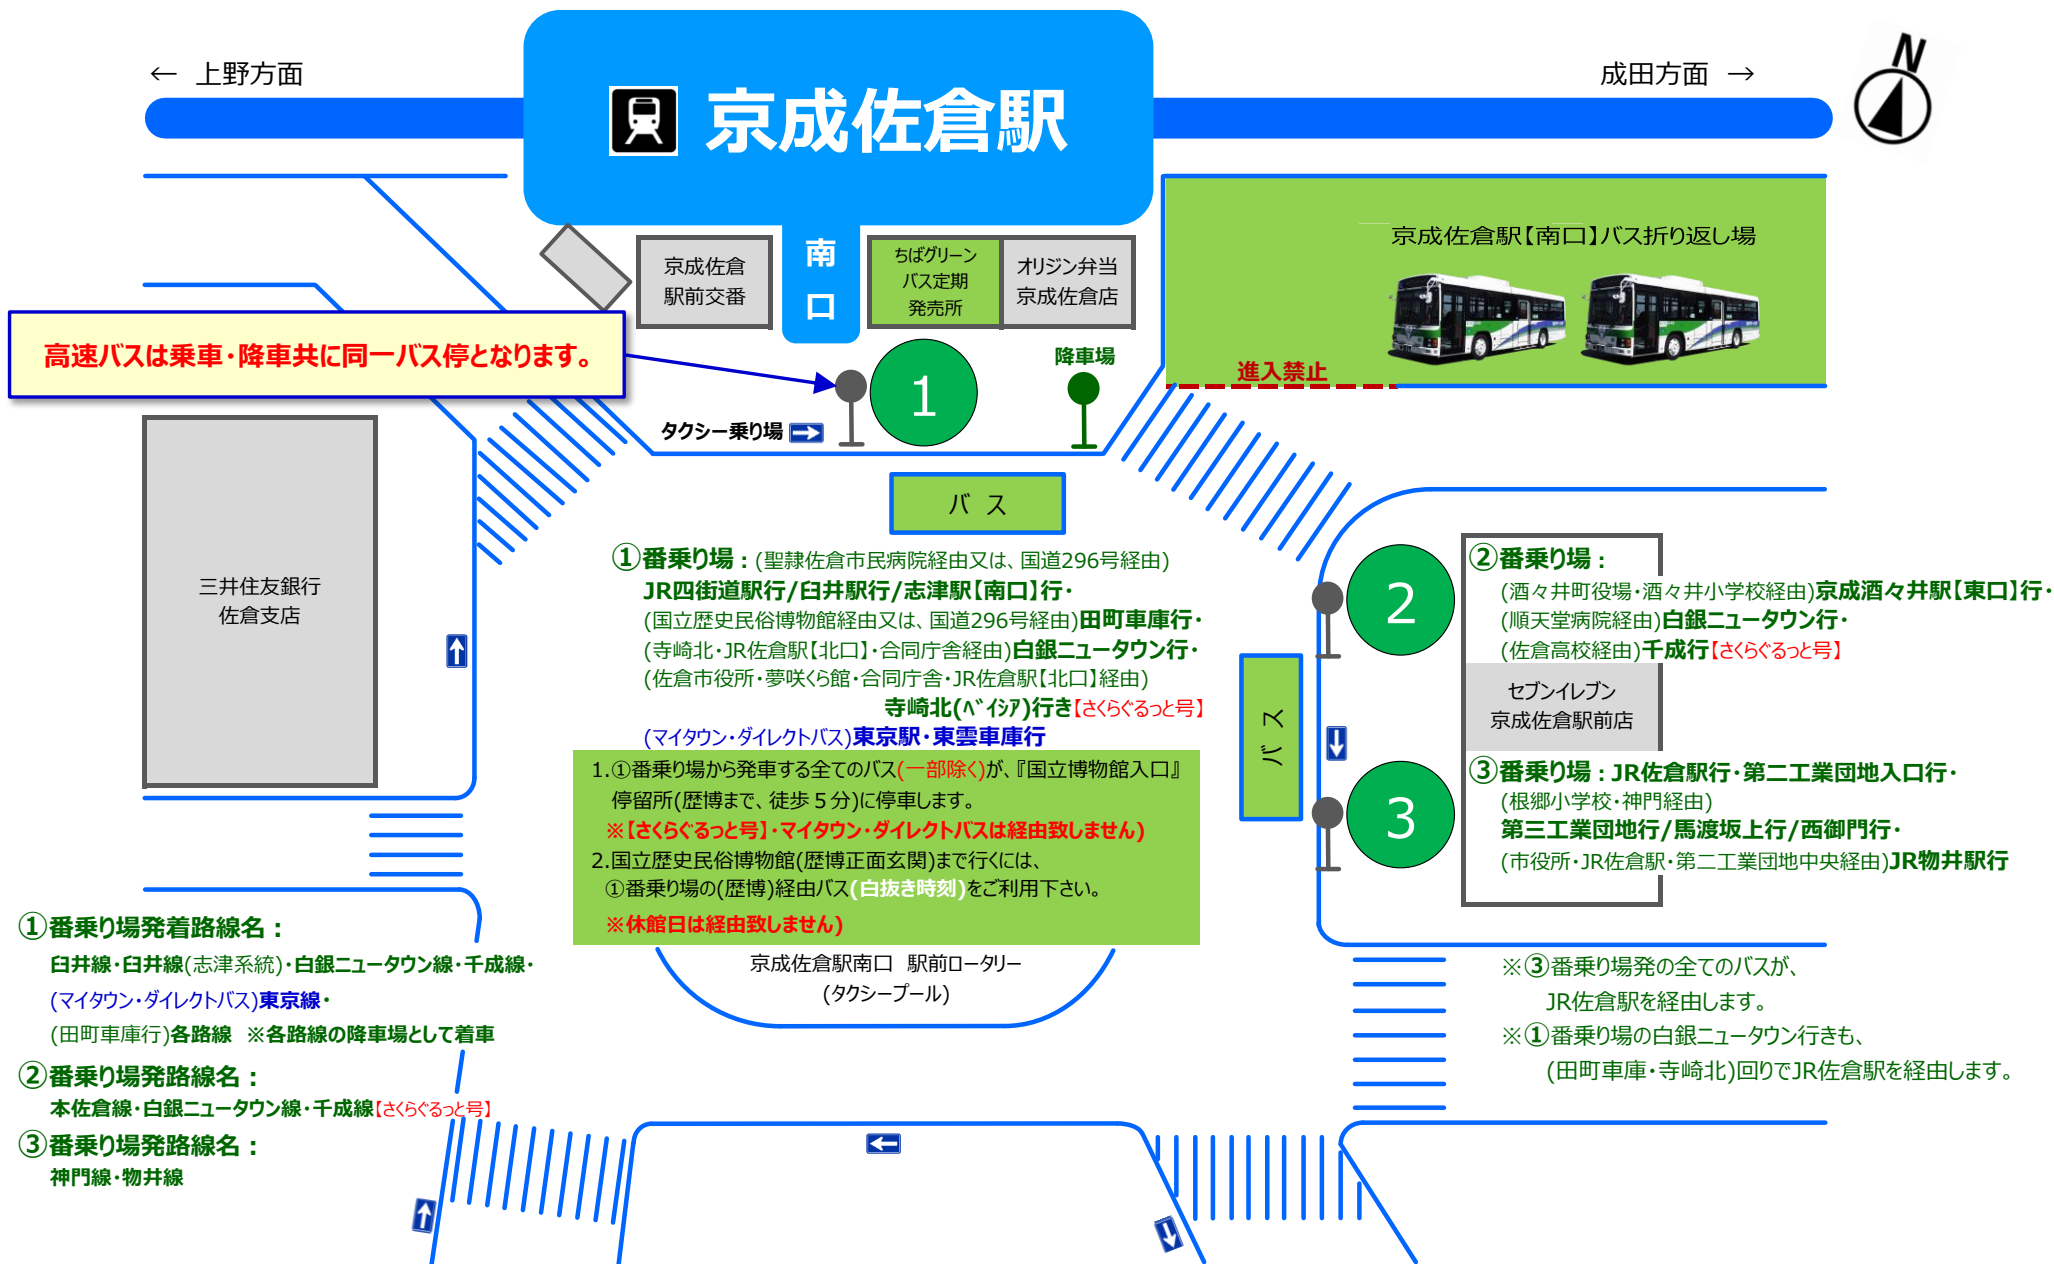 ← 上野方面
成田方面 →
N
京成佐倉駅
南口
京成佐倉
駅前交番
ちばグリーン
バス定期
発売所
オリジン弁当
京成佐倉店
京成佐倉駅【南口】バス折り返し場
進入禁止
高速バスは乗車・降車共に同一バス停となります。
1
降車場
タクシー乗り場
バス
三井住友銀行
佐倉支店
①番乗り場：(聖隷佐倉市民病院経由又は、国道296号経由)
JR四街道駅行/臼井駅行/志津駅【南口】行・
(国立歴史民俗博物館経由又は、国道296号経由)田町車庫行・
(寺崎北・JR佐倉駅【北口】・合同庁舎経由)白銀ニュータウン行・
(佐倉市役所・夢咲くら館・合同庁舎・JR佐倉駅【北口】経由)
寺崎北(ﾍﾞｲｼｱ)行き【さくらぐるっと号】
(マイタウン・ダイレクトバス)東京駅・東雲車庫行
1.①番乗り場から発車する全てのバス(一部除く)が、『国立博物館入口』
停留所(歴博まで、徒歩５分)に停車します。
※【さくらぐるっと号】・マイタウン・ダイレクトバスは経由致しません)
2.国立歴史民俗博物館(歴博正面玄関)まで行くには、
①番乗り場の(歴博)経由バス(白抜き時刻)をご利用下さい。
※休館日は経由致しません)
京成佐倉駅南口 駅前ロータリー
(タクシープール)
バス
2
②番乗り場：
(酒々井町役場・酒々井小学校経由)京成酒々井駅【東口】行・
(順天堂病院経由)白銀ニュータウン行・
(佐倉高校経由)千成行【さくらぐるっと号】
セブンイレブン
京成佐倉駅前店
3
③番乗り場：JR佐倉駅行・第二工業団地入口行・
(根郷小学校・神門経由)
第三工業団地行/馬渡坂上行/西御門行・
(市役所・JR佐倉駅・第二工業団地中央経由)JR物井駅行
※③番乗り場発の全てのバスが、
JR佐倉駅を経由します。
※①番乗り場の白銀ニュータウン行きも、
(田町車庫・寺崎北)回りでJR佐倉駅を経由します。
①番乗り場発着路線名：
臼井線・臼井線(志津系統)・白銀ニュータウン線・千成線・
(マイタウン・ダイレクトバス)東京線・
(田町車庫行)各路線 ※各路線の降車場として着車
②番乗り場発路線名：
本佐倉線・白銀ニュータウン線・千成線【さくらぐるっと号】
③番乗り場発路線名：
神門線・物井線